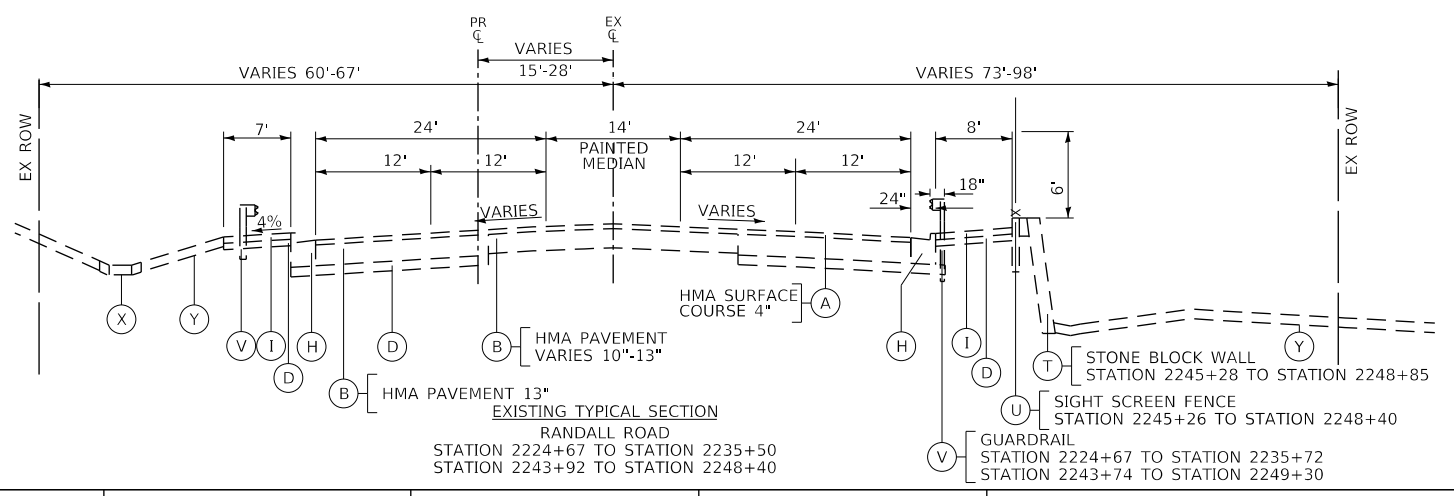 PR
℄
EX
℄
VARIES
15'-28'
VARIES 60'-67'
VARIES 73'-98'
EX ROW
EX ROW
7'
24'
14'
PAINTED
MEDIAN
24'
8'
12'
12'
12'
12'
18"
24"
6'
X
4%
VARIES
VARIES
HMA SURFACE
COURSE 4"
A
X
Y
V
I
D
H
B
HMA PAVEMENT 13"
D
B
HMA PAVEMENT
VARIES 10"-13"
H
I
D
Y
T
STONE BLOCK WALL
STATION 2245+28 TO STATION 2248+85
U
SIGHT SCREEN FENCE
STATION 2245+26 TO STATION 2248+40
V
GUARDRAIL
STATION 2224+67 TO STATION 2235+72
STATION 2243+74 TO STATION 2249+30
EXISTING TYPICAL SECTION
RANDALL ROAD
STATION 2224+67 TO STATION 2235+50
STATION 2243+92 TO STATION 2248+40